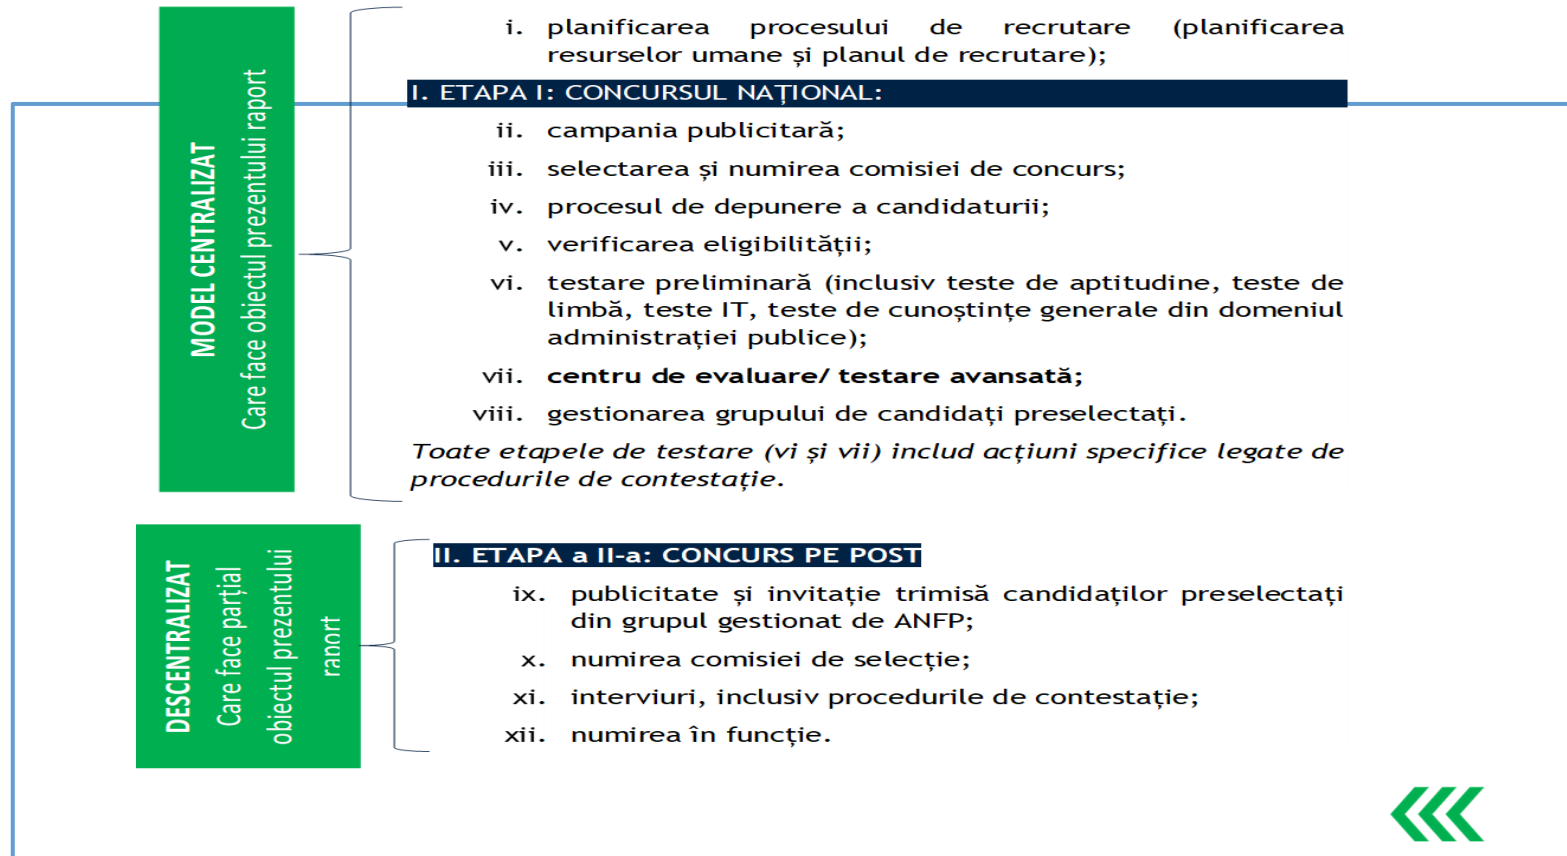 MODEL CENTRALIZAT
Care face obiectul prezentului raport
i. planificarea procesului de recrutare (planificarea
resurselor umane și planul de recrutare);
I. ETAPA I: CONCURSUL NAȚIONAL:
ii. campania publicitară;
iii. selectarea și numirea comisiei de concurs;
iv. procesul de depunere a candidaturii;
v. verificarea eligibilității;
vi. testare preliminară (inclusiv teste de aptitudine, teste de
limbă, teste IT, teste de cunoștințe generale din domeniul
administrației publice);
vii. centru de evaluare/ testare avansată;
viii. gestionarea grupului de candidați preselectați.
Toate etapele de testare (vi și vii) includ acțiuni specifice legate de
procedurile de contestație.
DESCENTRALIZAT
Care face parțial
obiectul prezentului
raport
II. ETAPA a II-a: CONCURS PE POST
ix. publicitate și invitație trimisă candidaților preselectați
din grupul gestionat de ANFP;
x. numirea comisiei de selecție;
xi. interviuri, inclusiv procedurile de contestație;
xii. numirea în funcție.